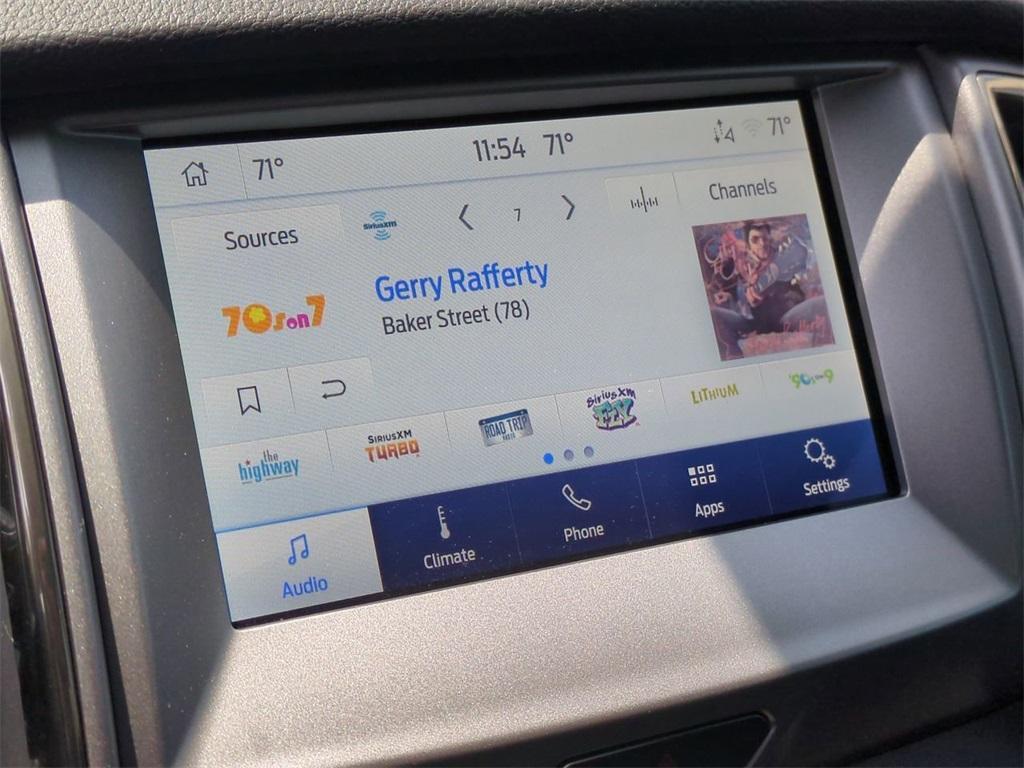 71° 11:54 71° 71°
Sources
SiriusXM
7
Channels
Gerry Rafferty
70s on 7
Baker Street (78)
the highway
SIRIUSXM TURBO
ROAD TRIP RADIO
SiriusXm FLY
LITHIUM
'90s on 9
Audio
Climate
Phone
Apps
Settings